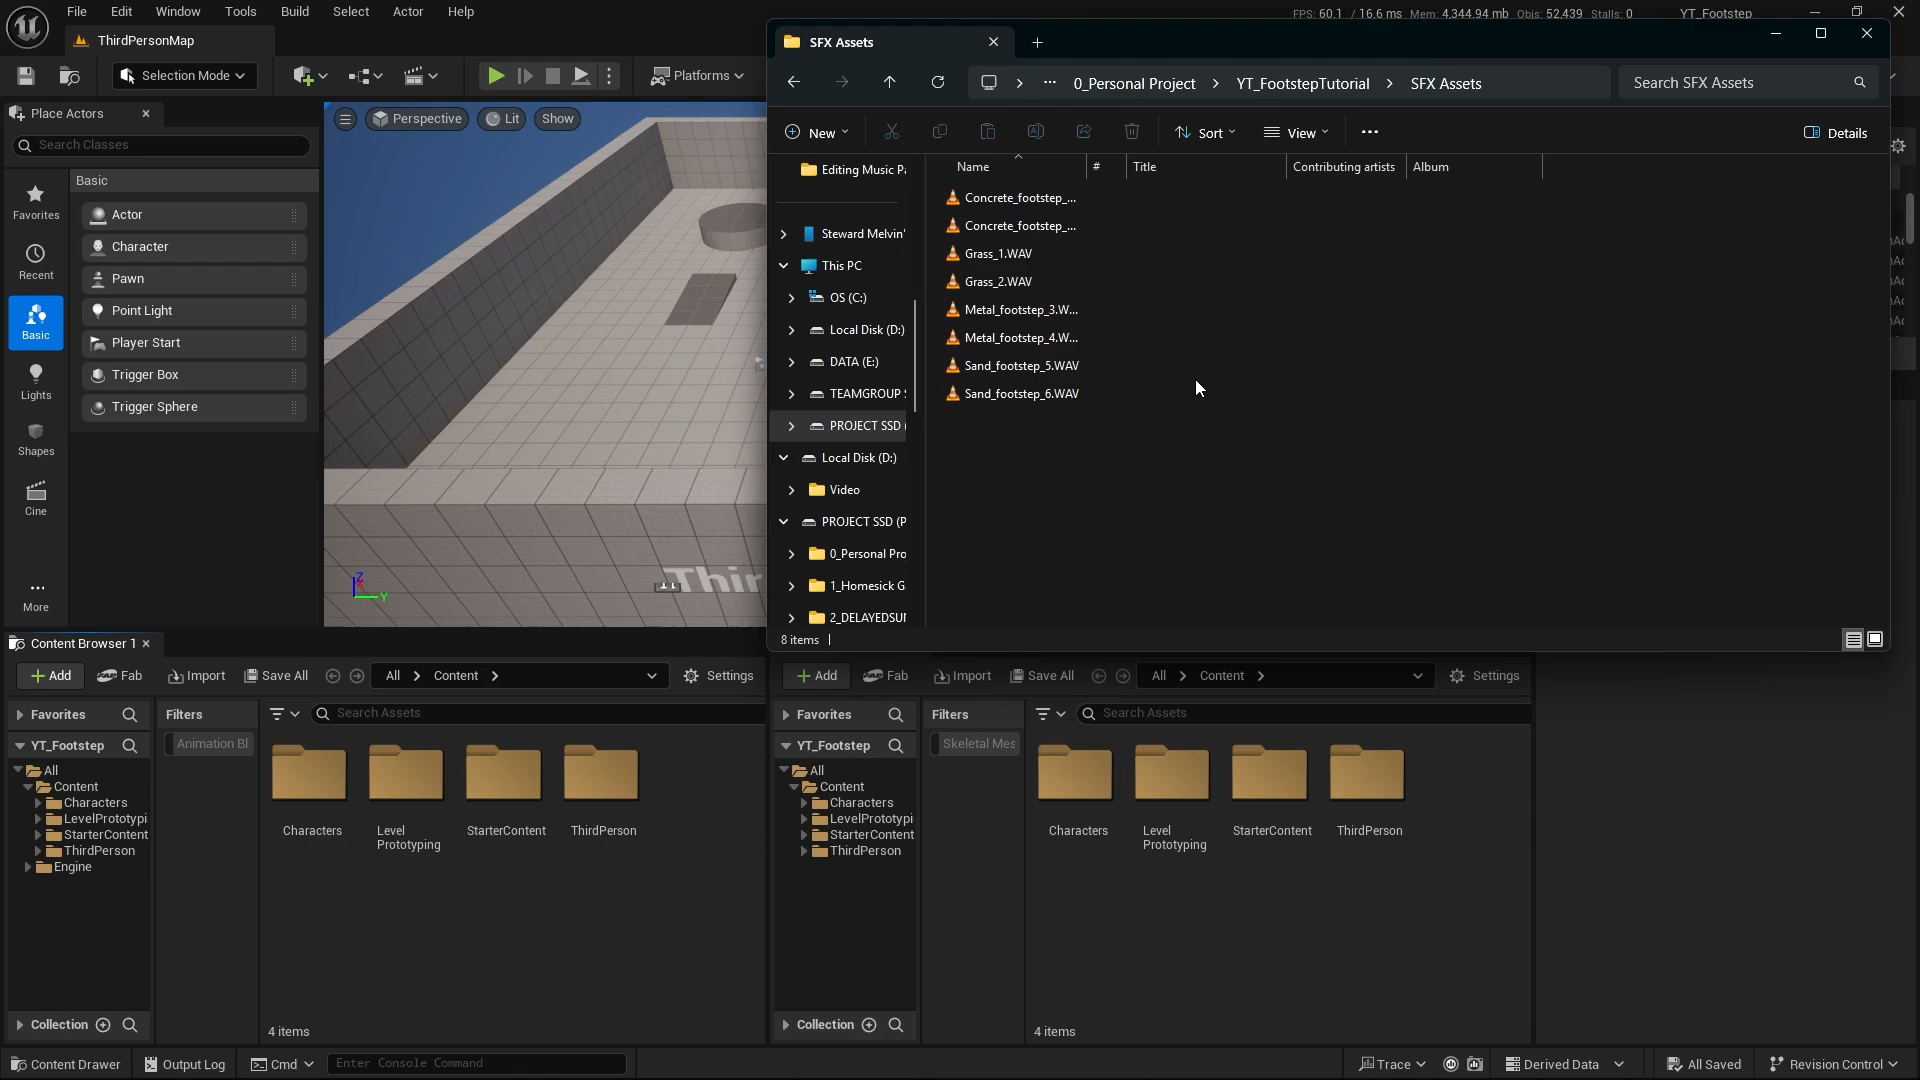 File Edit Window Tools Build Select Actor Help
FPS: 60.1 / 16.6 ms Mem: 4,344.94 mb Objs: 52,439 Stalls: 0 YT_Footstep
ThirdPersonMap
Selection Mode
Platforms
Place Actors
Search Classes
Favorites
Recent
Basic
Lights
Shapes
Cine
More
Basic
Actor
Character
Pawn
Point Light
Player Start
Trigger Box
Trigger Sphere
Perspective Lit Show
Z
Y
Thir
SFX Assets
0_Personal Project > YT_FootstepTutorial > SFX Assets
Search SFX Assets
New Sort View Details
Name # Title Contributing artists Album
Editing Music Pa
Steward Melvin'
This PC
OS (C:)
Local Disk (D:)
DATA (E:)
TEAMGROUP S
PROJECT SSD (
Local Disk (D:)
Video
PROJECT SSD (P
0_Personal Pro
1_Homesick G
2_DELAYEDSUN
Concrete_footstep_...
Concrete_footstep_...
Grass_1.WAV
Grass_2.WAV
Metal_footstep_3.W...
Metal_footstep_4.W...
Sand_footstep_5.WAV
Sand_footstep_6.WAV
8 items
Content Browser 1
Add Fab Import Save All All > Content > Settings
Favorites
Filters
Search Assets
YT_Footstep
Animation Bl
All
Content
Characters
LevelPrototypi
StarterContent
ThirdPerson
Engine
Characters
Level
Prototyping
StarterContent
ThirdPerson
Collection
4 items
Add Fab Import Save All All > Content > Settings
Favorites
Filters
Search Assets
YT_Footstep
Skeletal Mes
All
Content
Characters
LevelPrototypi
StarterContent
ThirdPerson
Characters
Level
Prototyping
StarterContent
ThirdPerson
Collection
4 items
Content Drawer Output Log Cmd Enter Console Command Trace Derived Data All Saved Revision Control